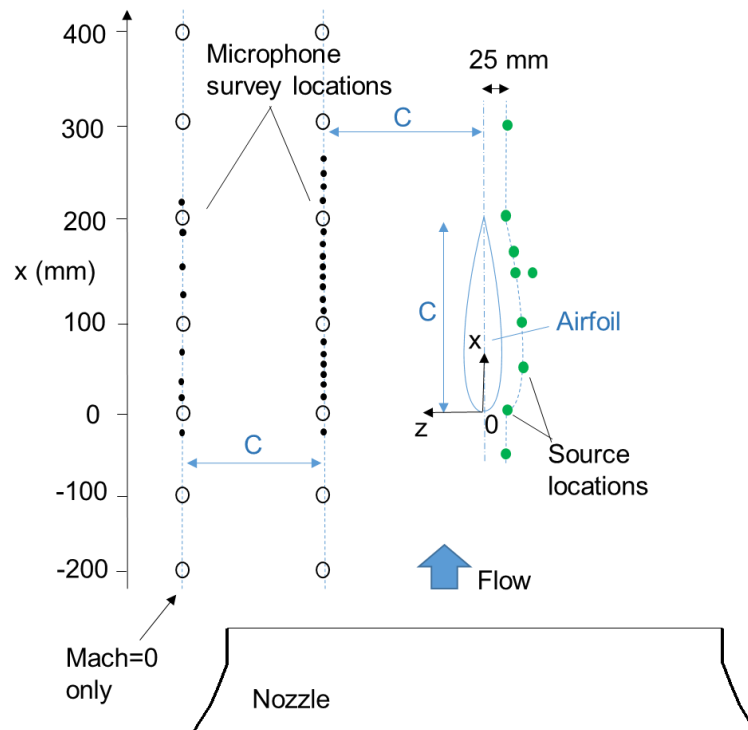 400
300
200
x (mm)
100
0
-100
-200
Microphone
survey locations
25 mm
C
C
Airfoil
x
z
0
C
Source
locations
Flow
Mach=0
only
Nozzle